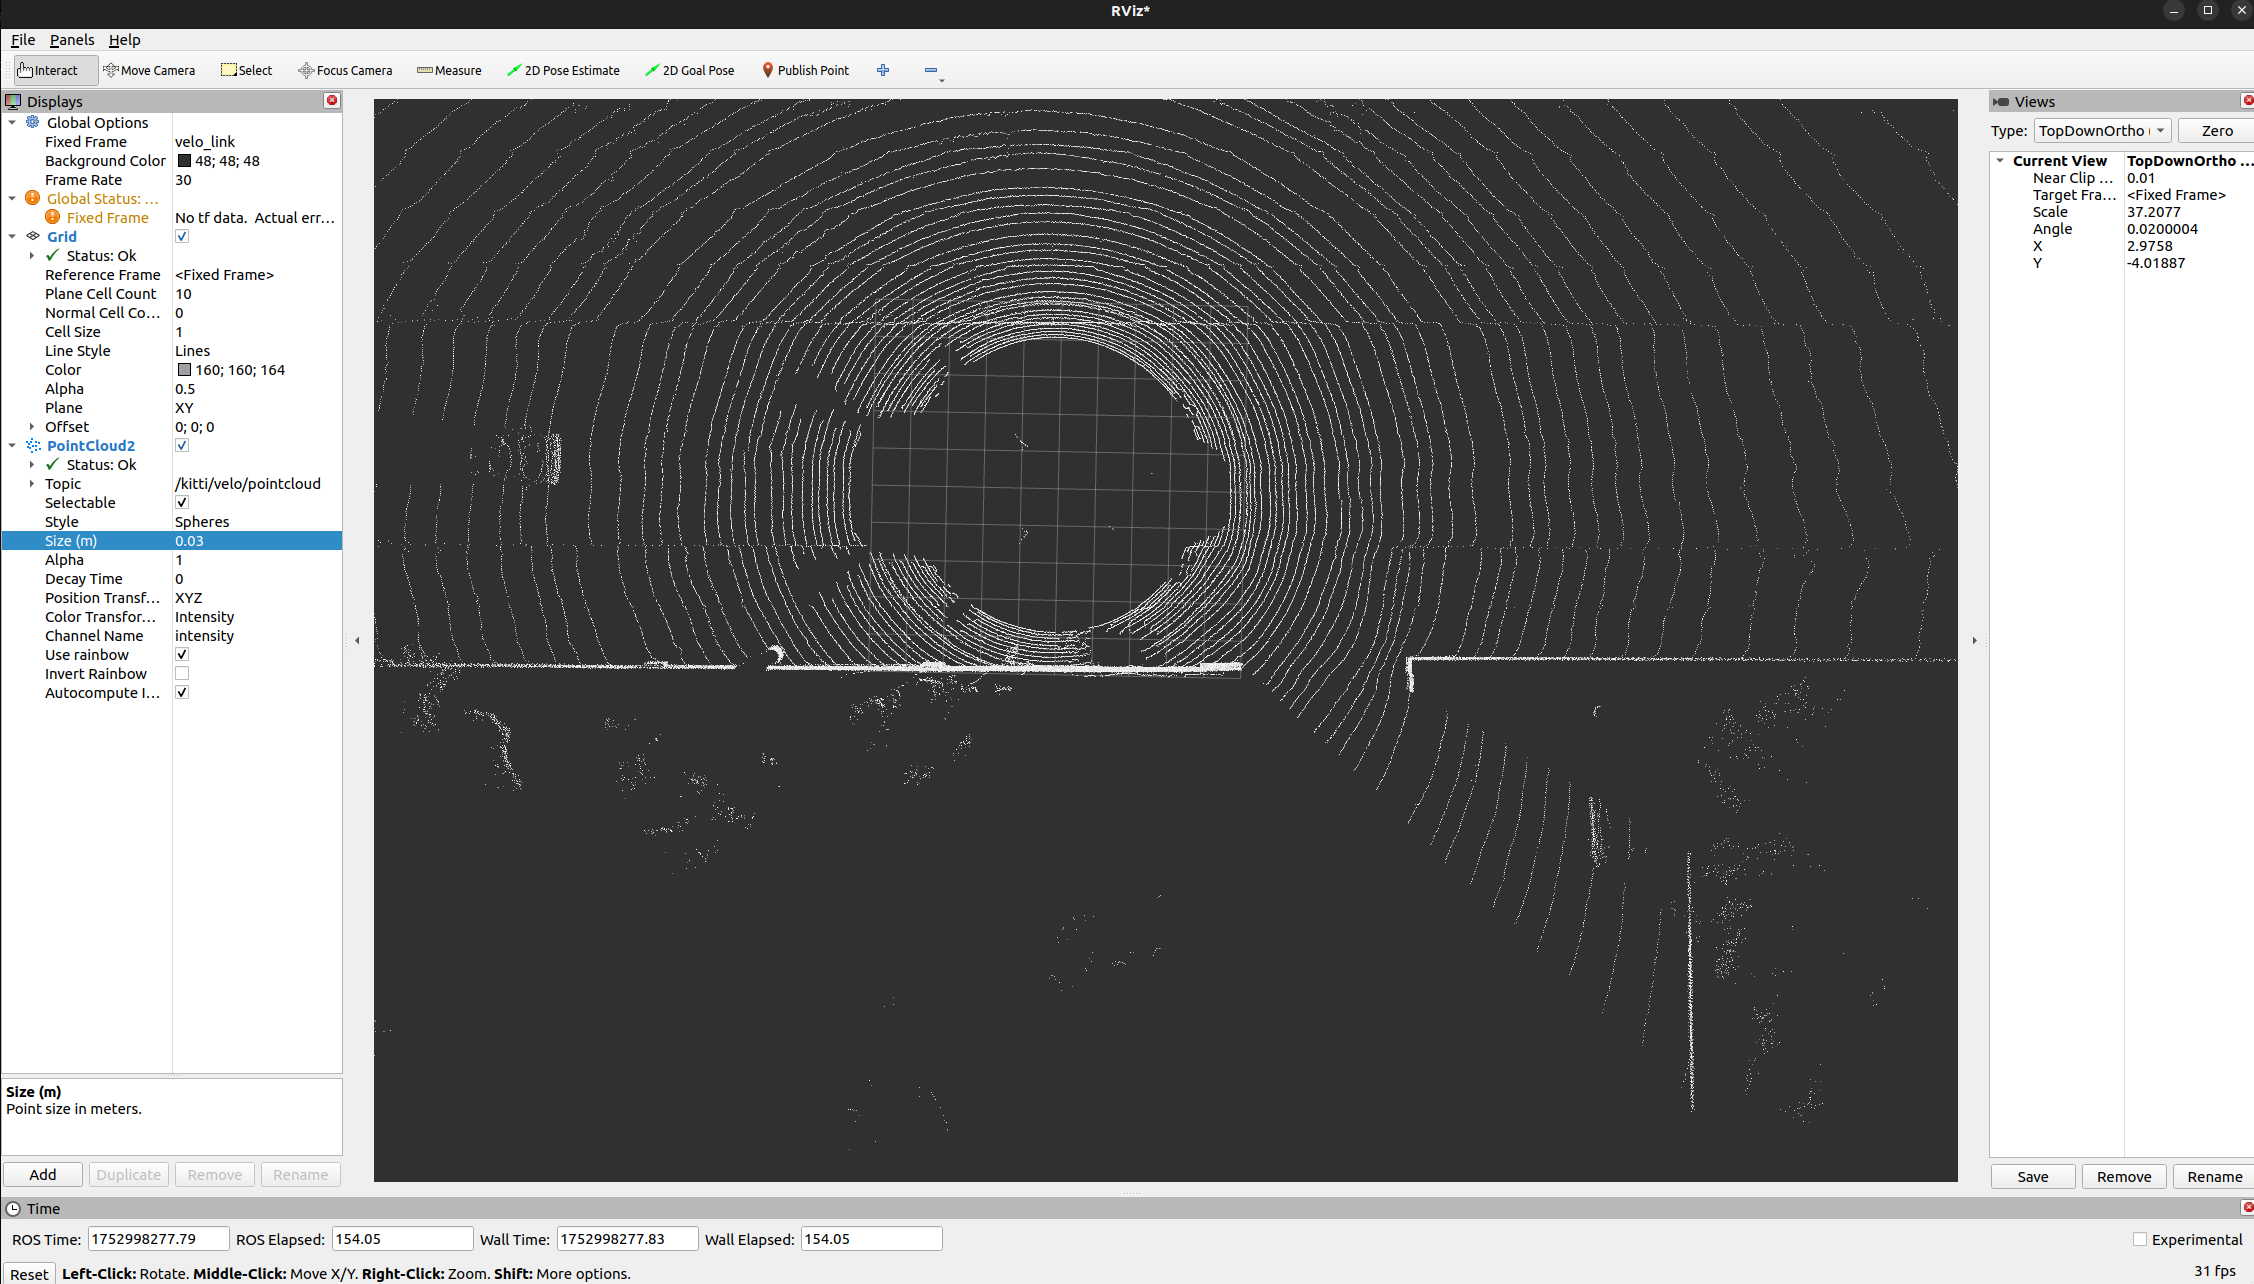 RViz*
File Panels Help
Interact Move Camera Select Focus Camera Measure 2D Pose Estimate 2D Goal Pose Publish Point
Displays
Global Options
Fixed Frame velo_link
Background Color 48; 48; 48
Frame Rate 30
Global Status: ...
Fixed Frame No tf data. Actual err...
Grid
Status: Ok
Reference Frame <Fixed Frame>
Plane Cell Count 10
Normal Cell Co... 0
Cell Size 1
Line Style Lines
Color 160; 160; 164
Alpha 0.5
Plane XY
Offset 0; 0; 0
PointCloud2
Status: Ok
Topic /kitti/velo/pointcloud
Selectable
Style Spheres
Size (m) 0.03
Alpha 1
Decay Time 0
Position Transf... XYZ
Color Transfor... Intensity
Channel Name intensity
Use rainbow
Invert Rainbow
Autocompute I...
Size (m)
Point size in meters.
Add Duplicate Remove Rename
Views
Type: TopDownOrtho ( Zero
Current View TopDownOrtho ...
Near Clip ... 0.01
Target Fra... <Fixed Frame>
Scale 37.2077
Angle 0.0200004
X 2.9758
Y -4.01887
Save Remove Rename
Time
ROS Time: 1752998277.79 ROS Elapsed: 154.05 Wall Time: 1752998277.83 Wall Elapsed: 154.05 Experimental
Reset Left-Click: Rotate. Middle-Click: Move X/Y. Right-Click: Zoom. Shift: More options. 31 fps